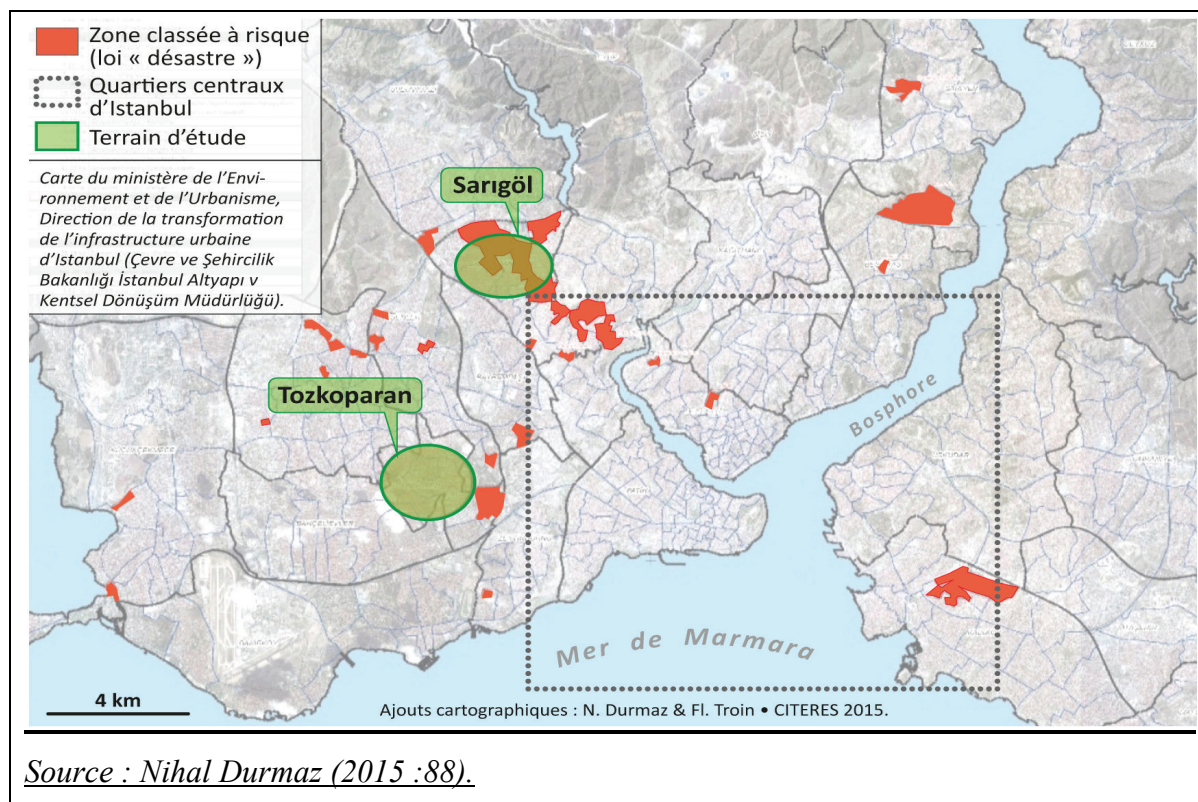 Zone classée à risque
(loi « désastre »)
Quartiers centraux
d’Istanbul
Terrain d’étude
Carte du ministère de l’Envi-
ronnement et de l’Urbanisme,
Direction de la transformation
de l’infrastructure urbaine
d’Istanbul (Çevre ve Şehircilik
Bakanlığı İstanbul Altyapı v
Kentsel Dönüşüm Müdürlüğü).
Sarıgöl
Tozkoparan
Bosphore
FATİH
Mer de Marmara
4 km
Ajouts cartographiques : N. Durmaz & Fl. Troin • CITERES 2015.
Source : Nihal Durmaz (2015 :88).